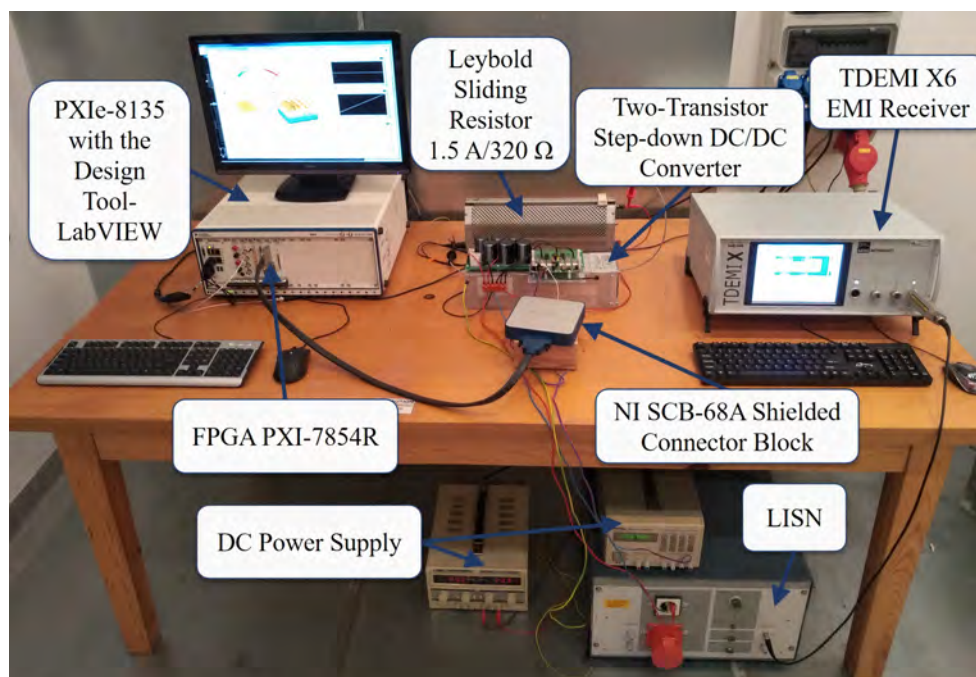 PXIe-8135
with the
Design
Tool-
LabVIEW
Leybold
Sliding
Resistor
1.5 A/320 Ω
Two-Transistor
Step-down DC/DC
Converter
TDEMI X6
EMI Receiver
TDEMI X
FPGA PXI-7854R
NI SCB-68A Shielded
Connector Block
DC Power Supply
LISN